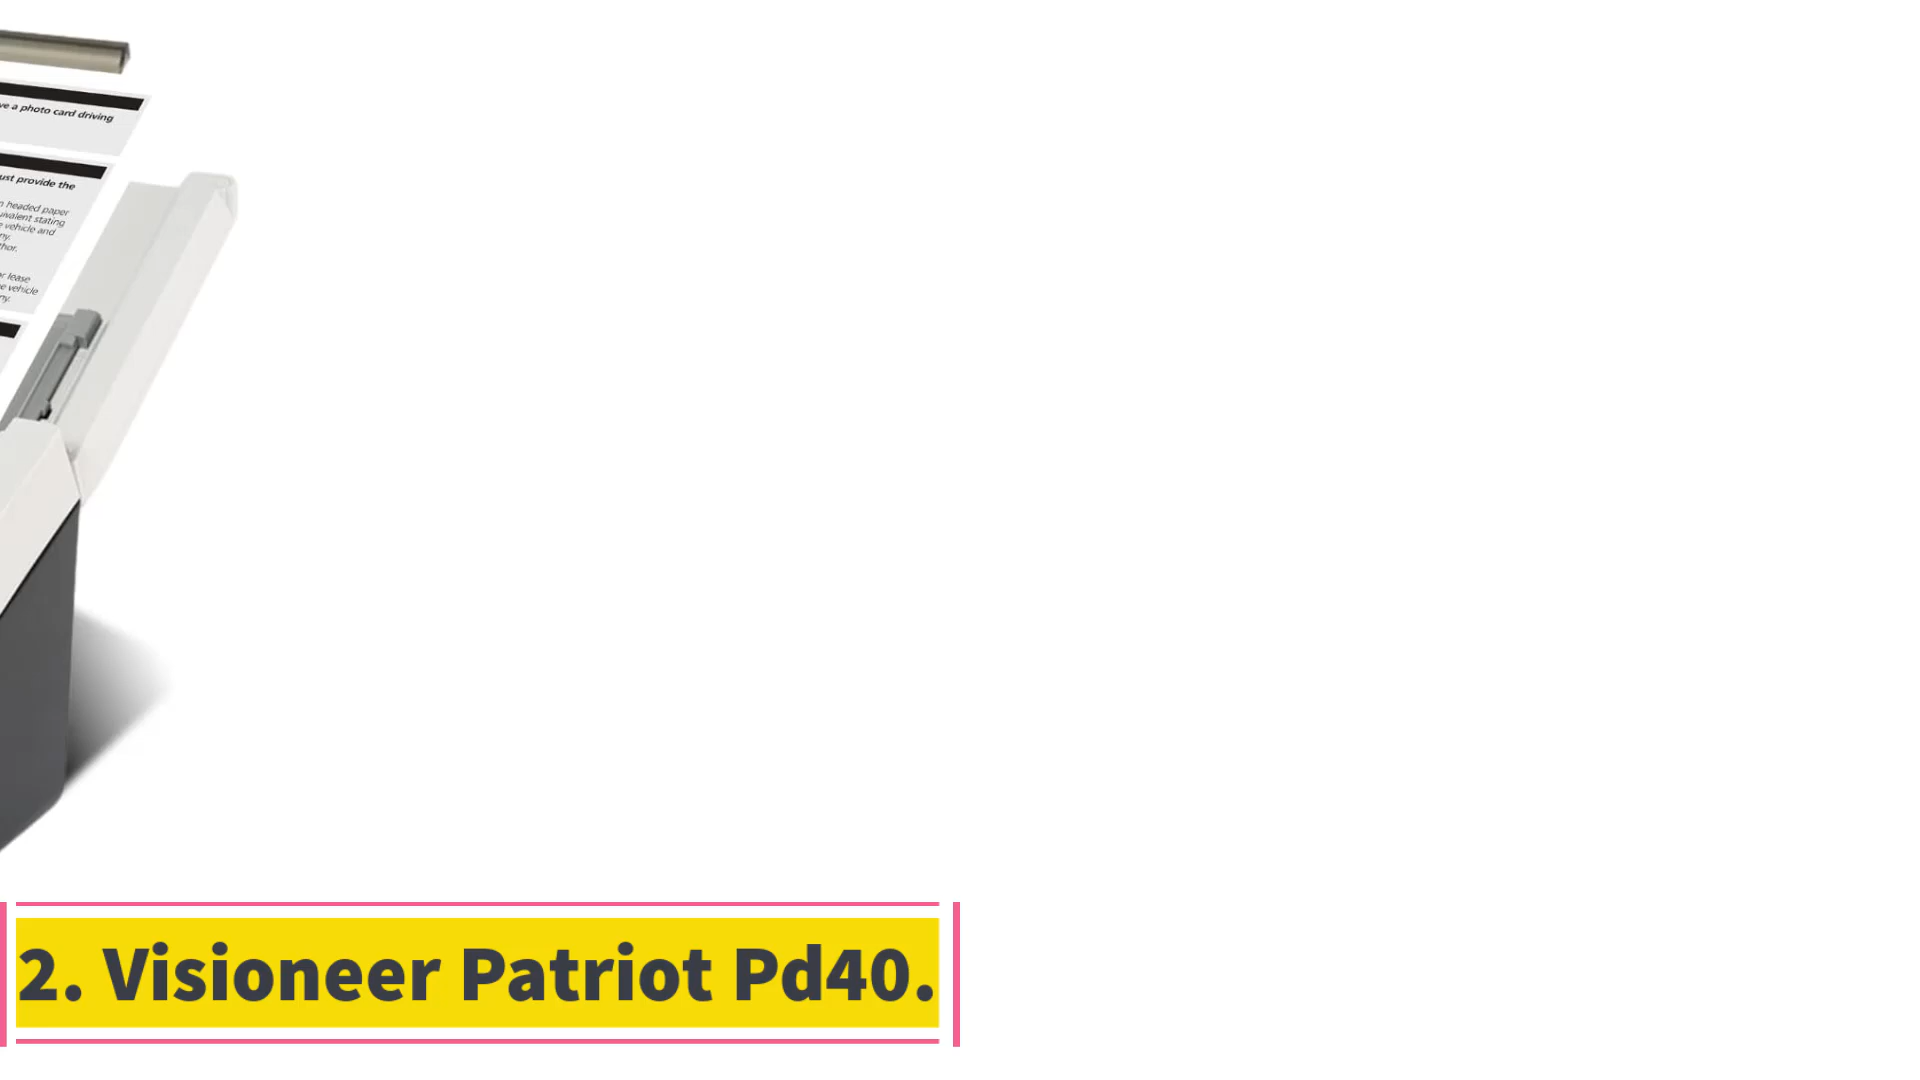 ve a photo card driving
ust provide the
n headed paper
uivalent stating
e vehicle and
ny.
thor.
or lease
e vehicle
ny.
2. Visioneer Patriot Pd40.